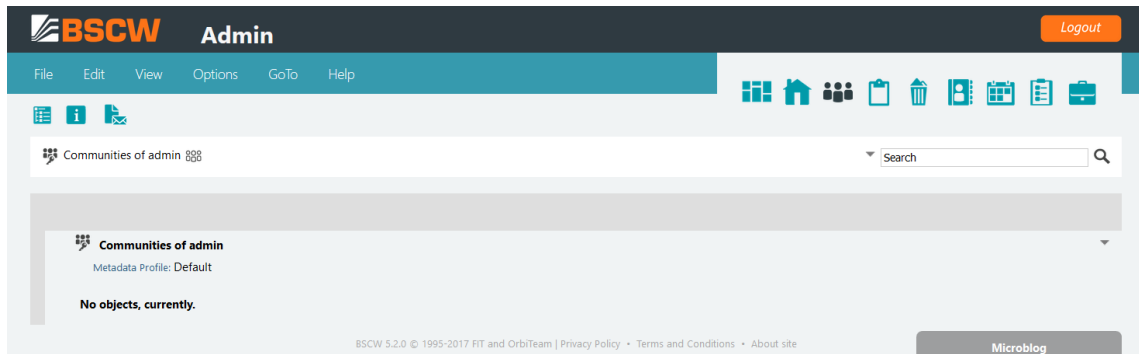 BSCW Admin Logout
File Edit View Options GoTo Help
Communities of admin Search
Communities of admin
Metadata Profile: Default
No objects, currently.
BSCW 5.2.0 © 1995-2017 FIT and OrbiTeam | Privacy Policy • Terms and Conditions • About site
Microblog